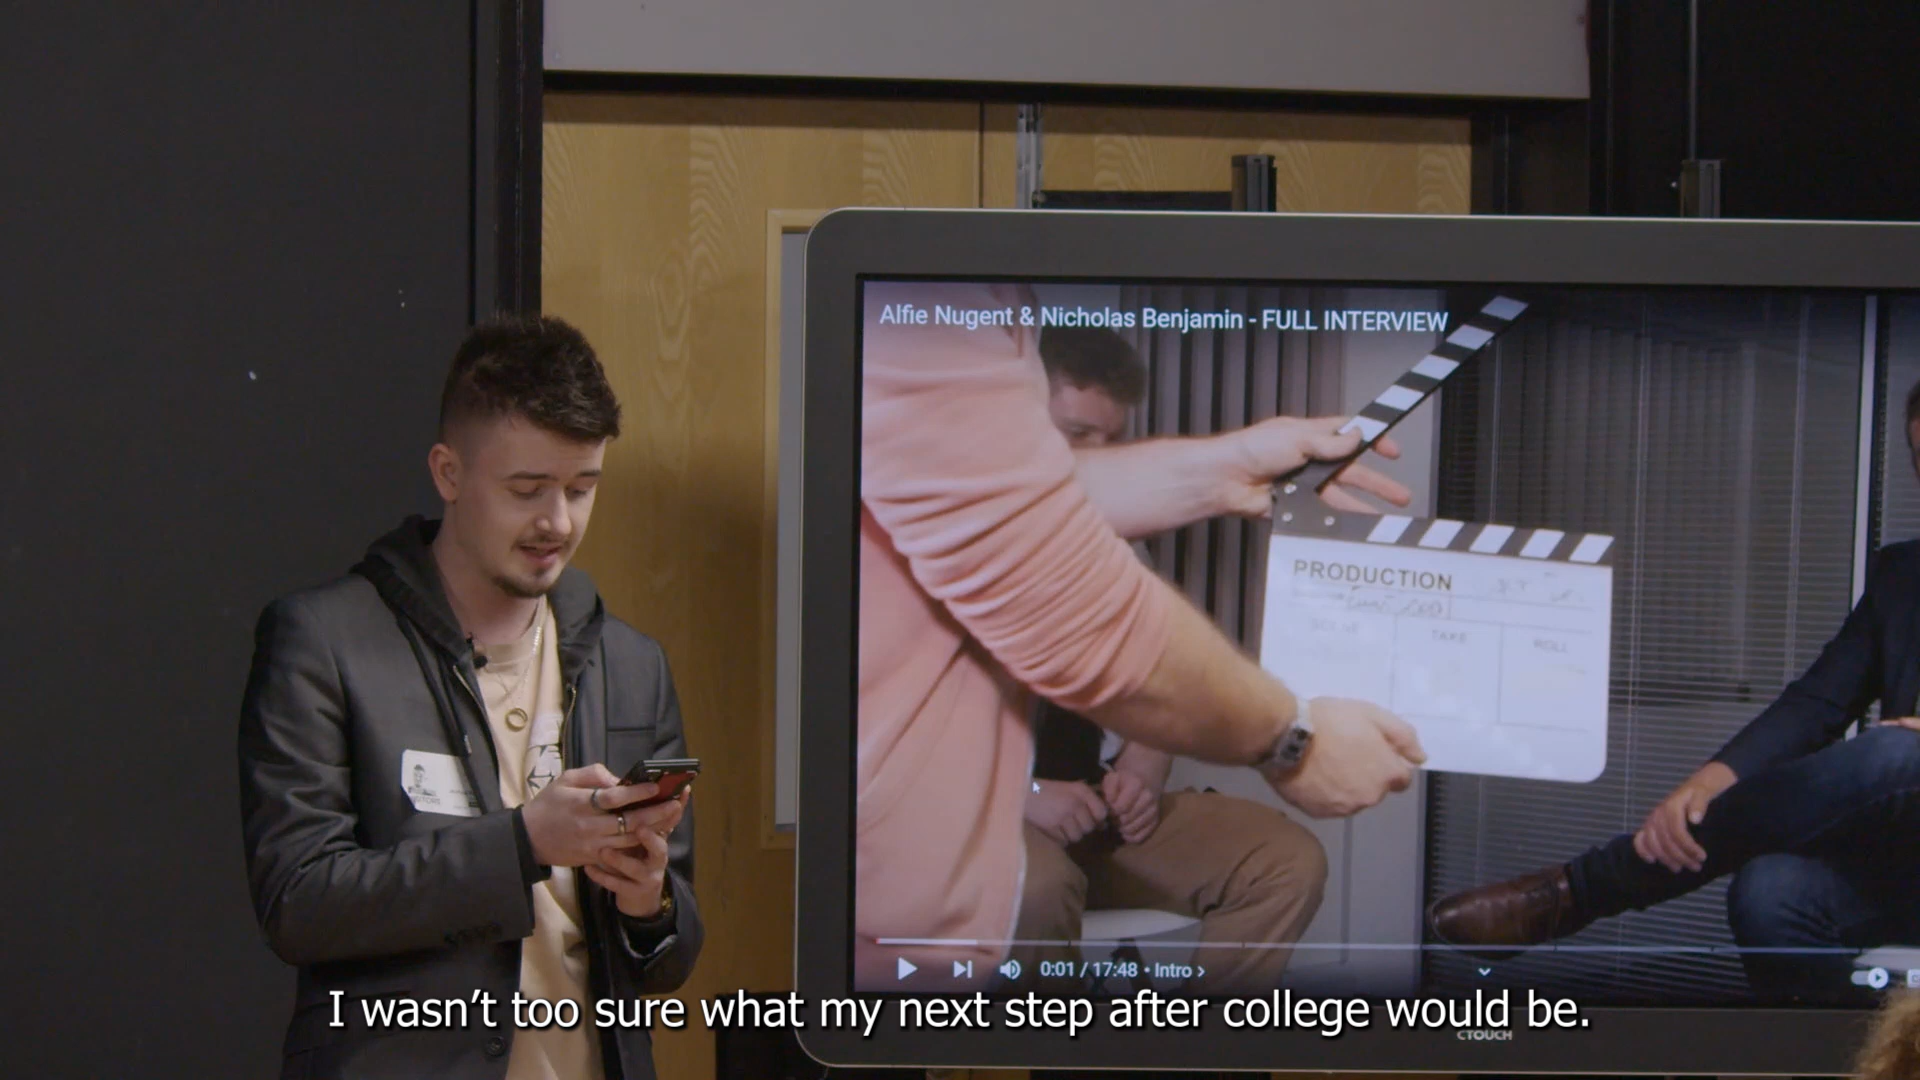 Alfie Nugent & Nicholas Benjamin - FULL INTERVIEW
PRODUCTION
SCENE
TAKE
ROLL
0:01 / 17:48 • Intro ›
I wasn't too sure what my next step after college would be.
CTOUCH